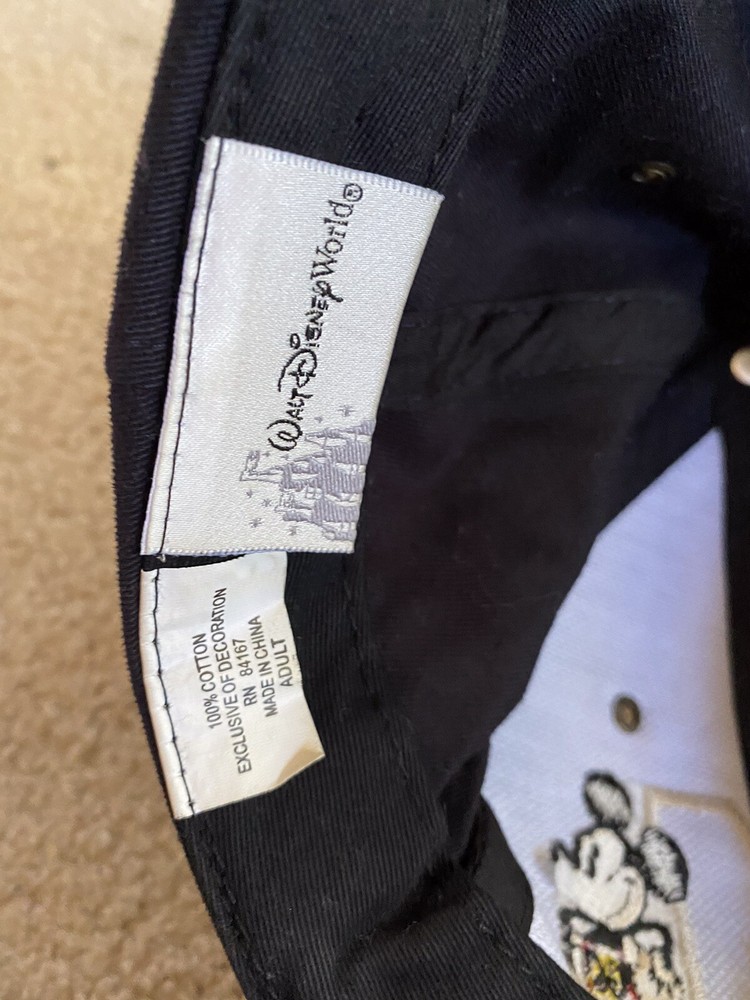 Walt Disney World®
100% COTTON
EXCLUSIVE OF DECORATION
RN 84167
MADE IN CHINA
ADULT